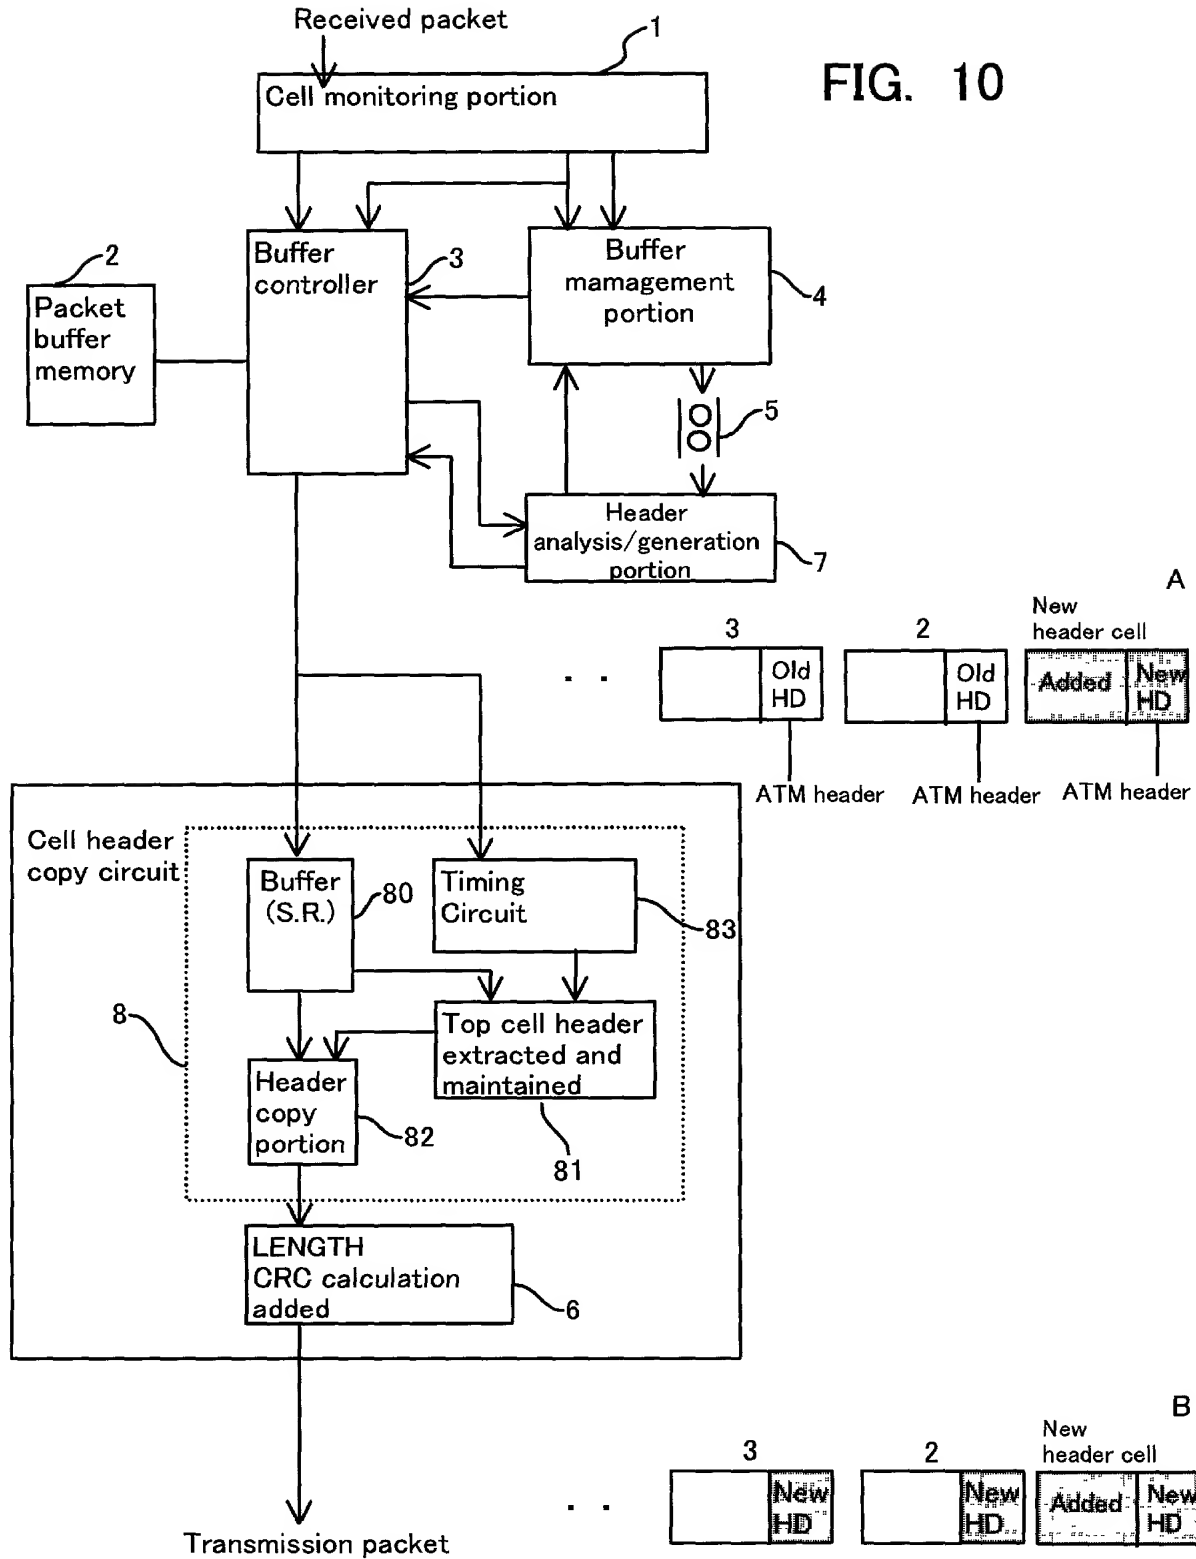 Received packet
1
FIG. 10
Cell monitoring portion
2
Buffer
controller
3
Buffer
mamagement
portion
4
Packet
buffer
memory
5
Header
analysis/generation
portion
7
A
New
header cell
3
2
Old
HD
Old
HD
Added
New
HD
ATM header
ATM header
ATM header
Cell header
copy circuit
Buffer
(S.R.)
80
Timing
Circuit
83
8
Top cell header
extracted and
maintained
Header
copy
portion
82
81
LENGTH
CRC calculation
added
6
B
New
header cell
3
2
New
HD
New
HD
Added
New
HD
Transmission packet